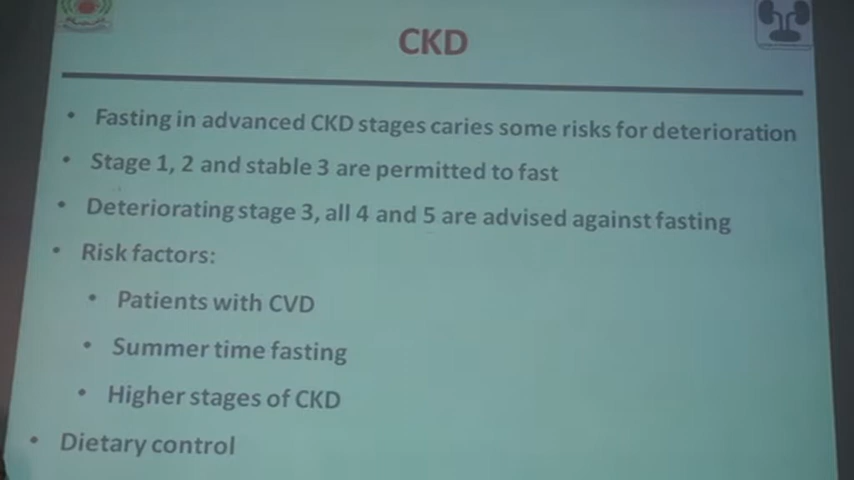 CKD
• Fasting in advanced CKD stages caries some risks for deterioration
• Stage 1, 2 and stable 3 are permitted to fast
• Deteriorating stage 3, all 4 and 5 are advised against fasting
• Risk factors:
• Patients with CVD
• Summer time fasting
• Higher stages of CKD
• Dietary control